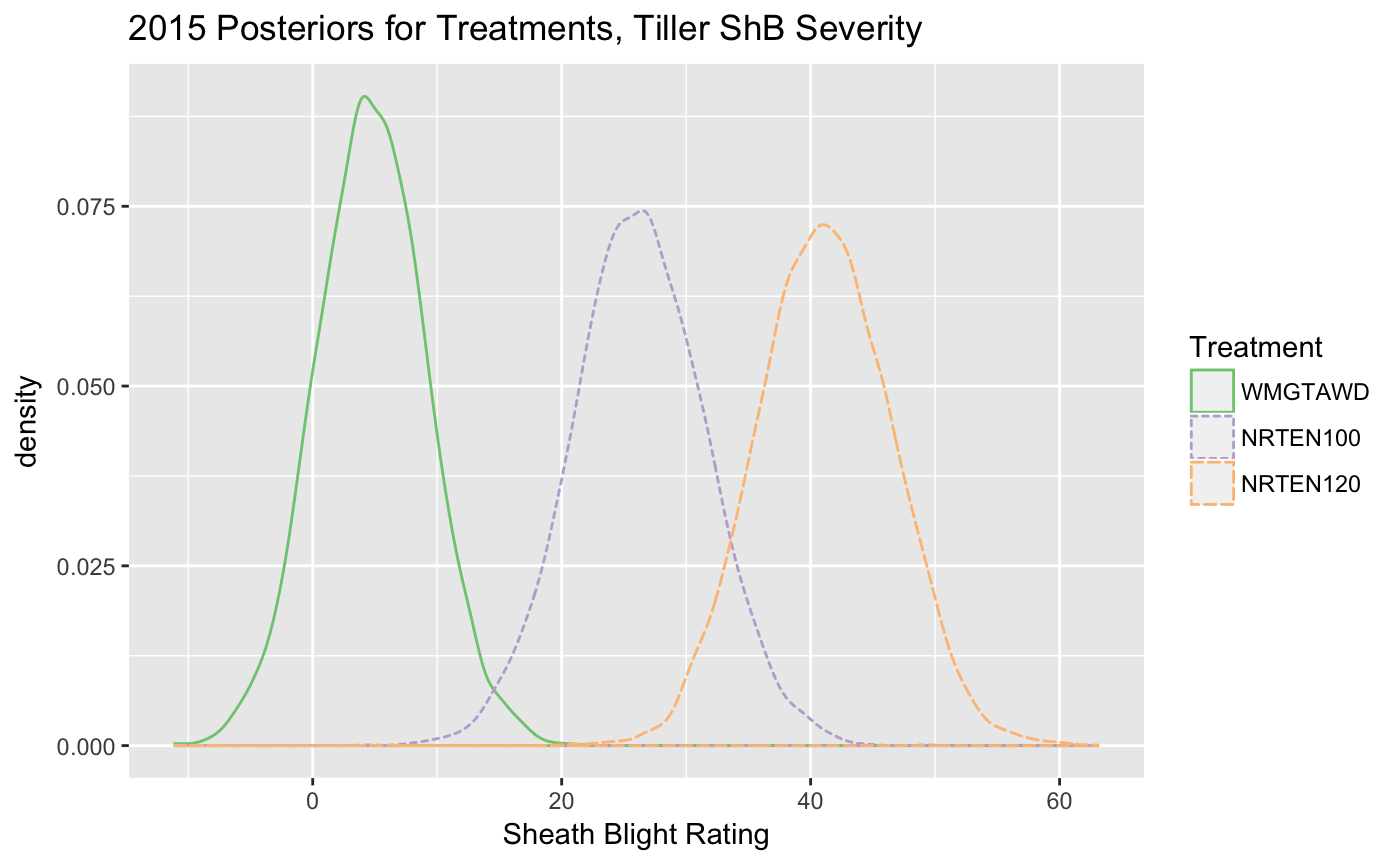 2015 Posteriors for Treatments, Tiller ShB Severity
density
0.075
0.050
0.025
0.000
0 20 40 60
Sheath Blight Rating
Treatment
WMGTAWD
NRTEN100
NRTEN120